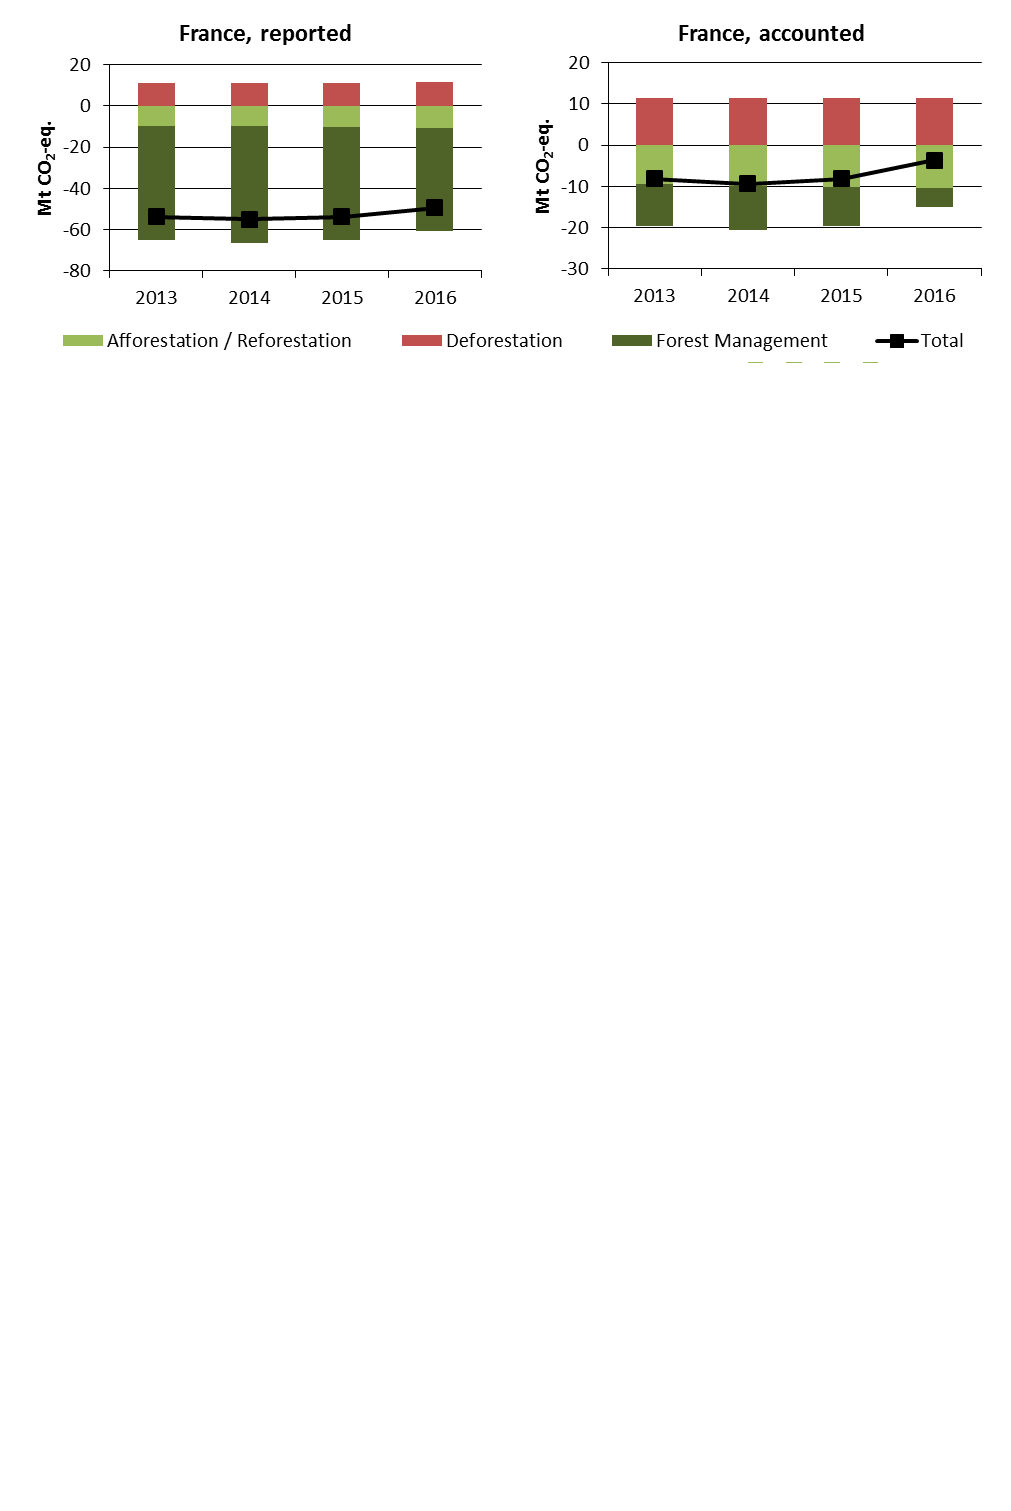 France, reported
20
0
-20
-40
-60
-80
Mt CO₂-eq.
2013 2014 2015 2016
France, accounted
20
10
0
-10
-20
-30
Mt CO₂-eq.
2013 2014 2015 2016
Afforestation / Reforestation Deforestation Forest Management Total